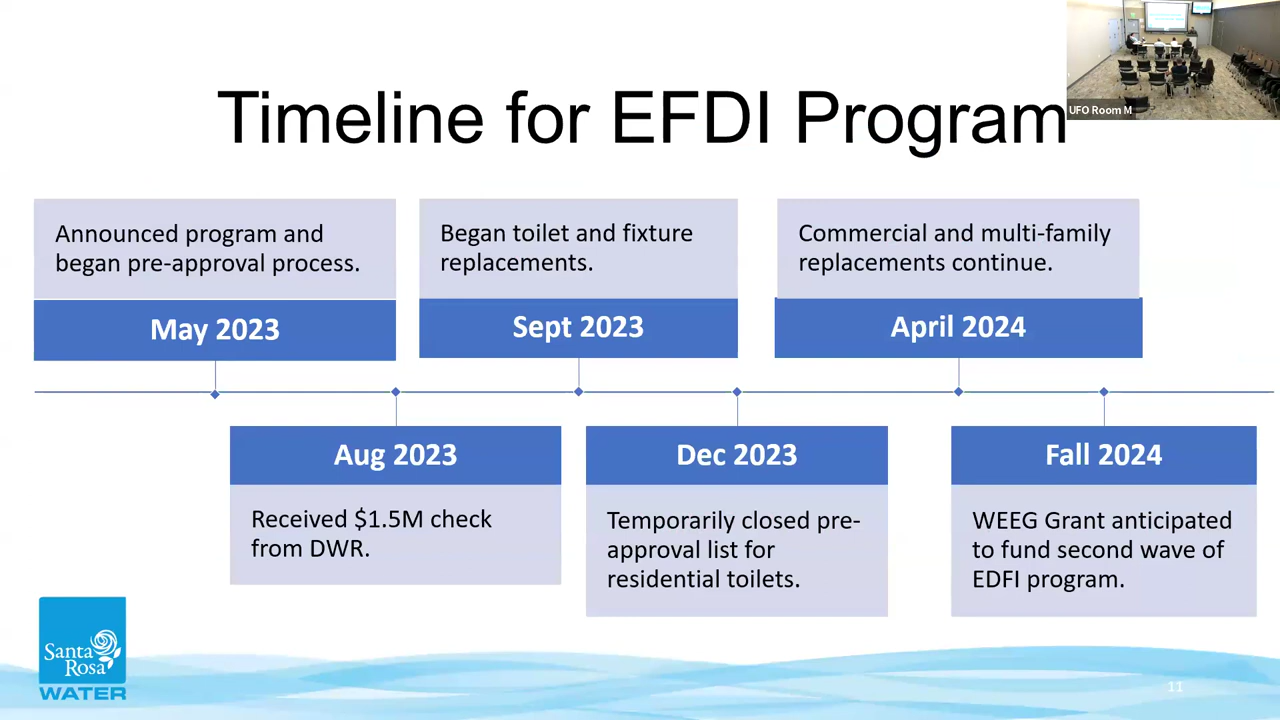 UFO Room M
Timeline for EFDI Program
Announced program and
began pre-approval process.
May 2023
Began toilet and fixture
replacements.
Sept 2023
Commercial and multi-family
replacements continue.
April 2024
Aug 2023
Received $1.5M check
from DWR.
Dec 2023
Temporarily closed pre-
approval list for
residential toilets.
Fall 2024
WEEG Grant anticipated
to fund second wave of
EDFI program.
Santa
Rosa
WATER
11